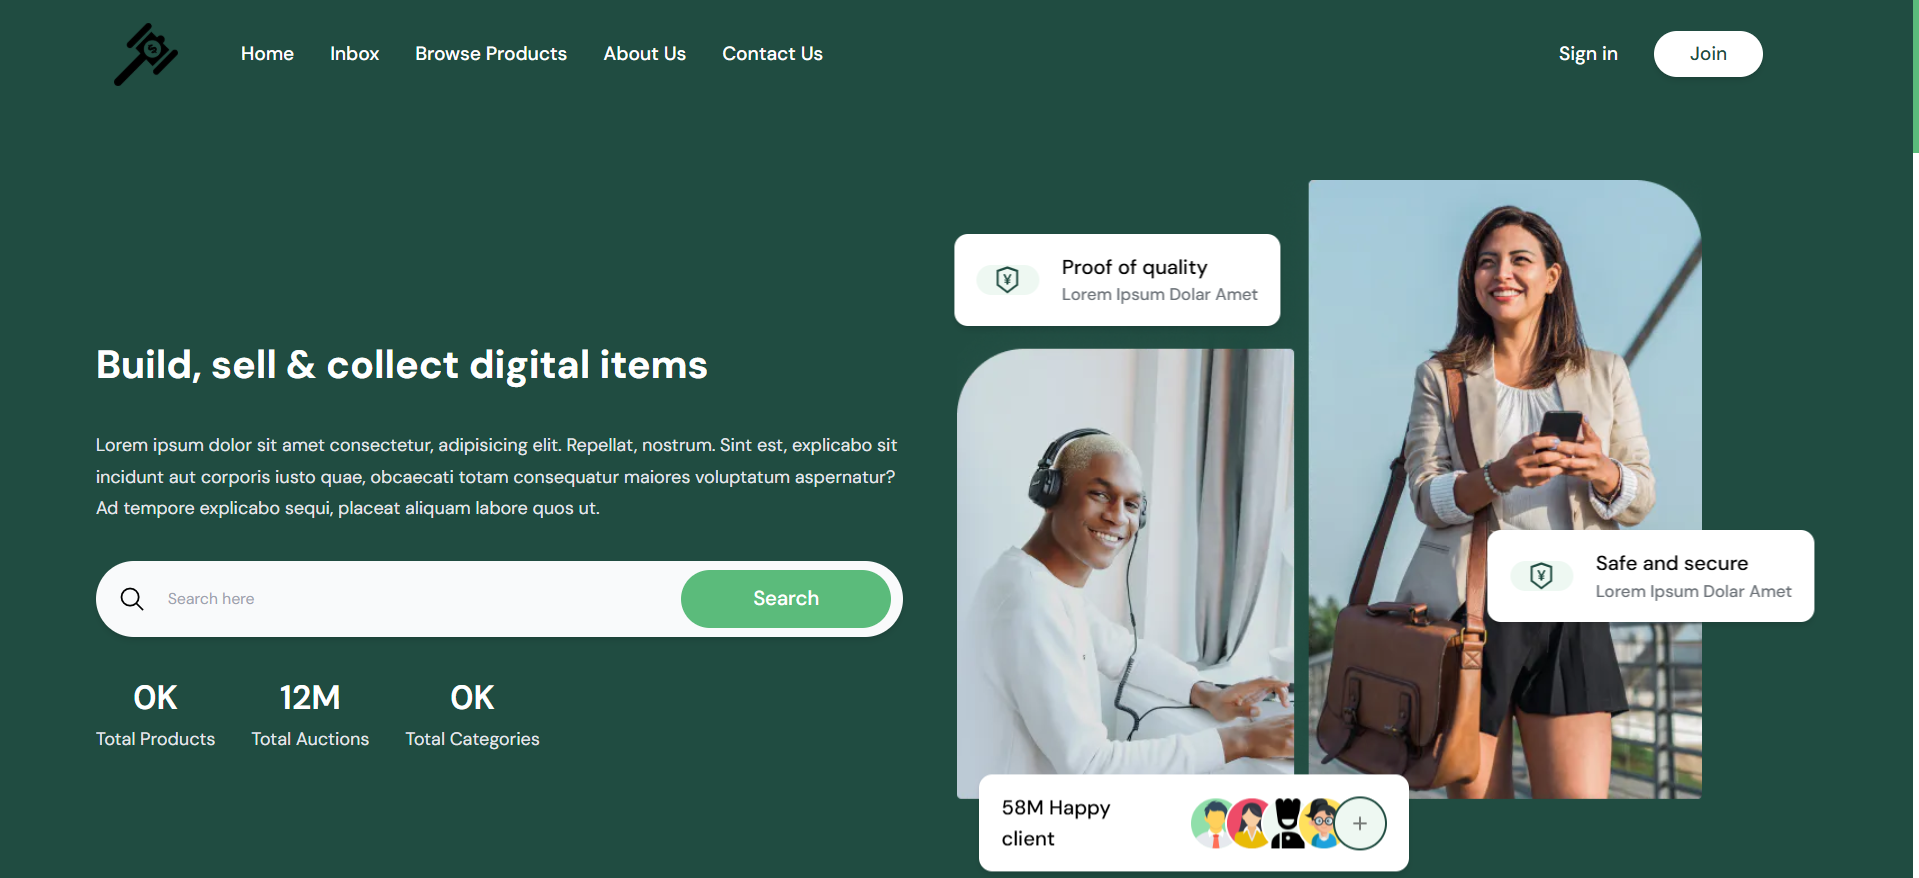 Home
Inbox
Browse Products
About Us
Contact Us
Sign in
Join
Build, sell & collect digital items
Lorem ipsum dolor sit amet consectetur, adipisicing elit. Repellat, nostrum. Sint est, explicabo sit
incidunt aut corporis iusto quae, obcaecati totam consequatur maiores voluptatum aspernatur?
Ad tempore explicabo sequi, placeat aliquam labore quos ut.
Search here
Search
0K
Total Products
12M
Total Auctions
0K
Total Categories
Proof of quality
Lorem Ipsum Dolar Amet
Safe and secure
Lorem Ipsum Dolar Amet
58M Happy
client